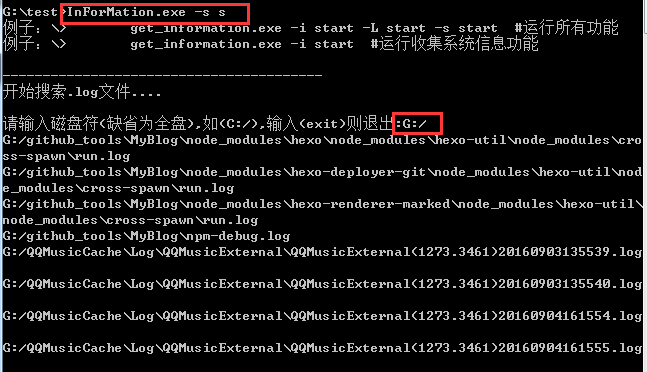 G:\test>InForMation.exe -s s
例子: \>        get_information.exe -i start -L start -s start  #运行所有功能
例子: \>        get_information.exe -i start  #运行收集系统信息功能
----------------------------------------
开始搜索.log文件....
请输入磁盘符(缺省为全盘),如(C:/),输入(exit)则退出:G:/
G:/github_tools\MyBlog\node_modules\hexo\node_modules\hexo-util\node_modules\cro
ss-spawn\run.log
G:/github_tools\MyBlog\node_modules\hexo-deployer-git\node_modules\hexo-util\nod
e_modules\cross-spawn\run.log
G:/github_tools\MyBlog\node_modules\hexo-renderer-marked\node_modules\hexo-util\
node_modules\cross-spawn\run.log
G:/github_tools\MyBlog\npm-debug.log
G:/QQMusicCache\Log\QQMusicExternal\QQMusicExternal(1273.3461)20160903135539.log
G:/QQMusicCache\Log\QQMusicExternal\QQMusicExternal(1273.3461)20160903135540.log
G:/QQMusicCache\Log\QQMusicExternal\QQMusicExternal(1273.3461)20160904161554.log
G:/QQMusicCache\Log\QQMusicExternal\QQMusicExternal(1273.3461)20160904161555.log